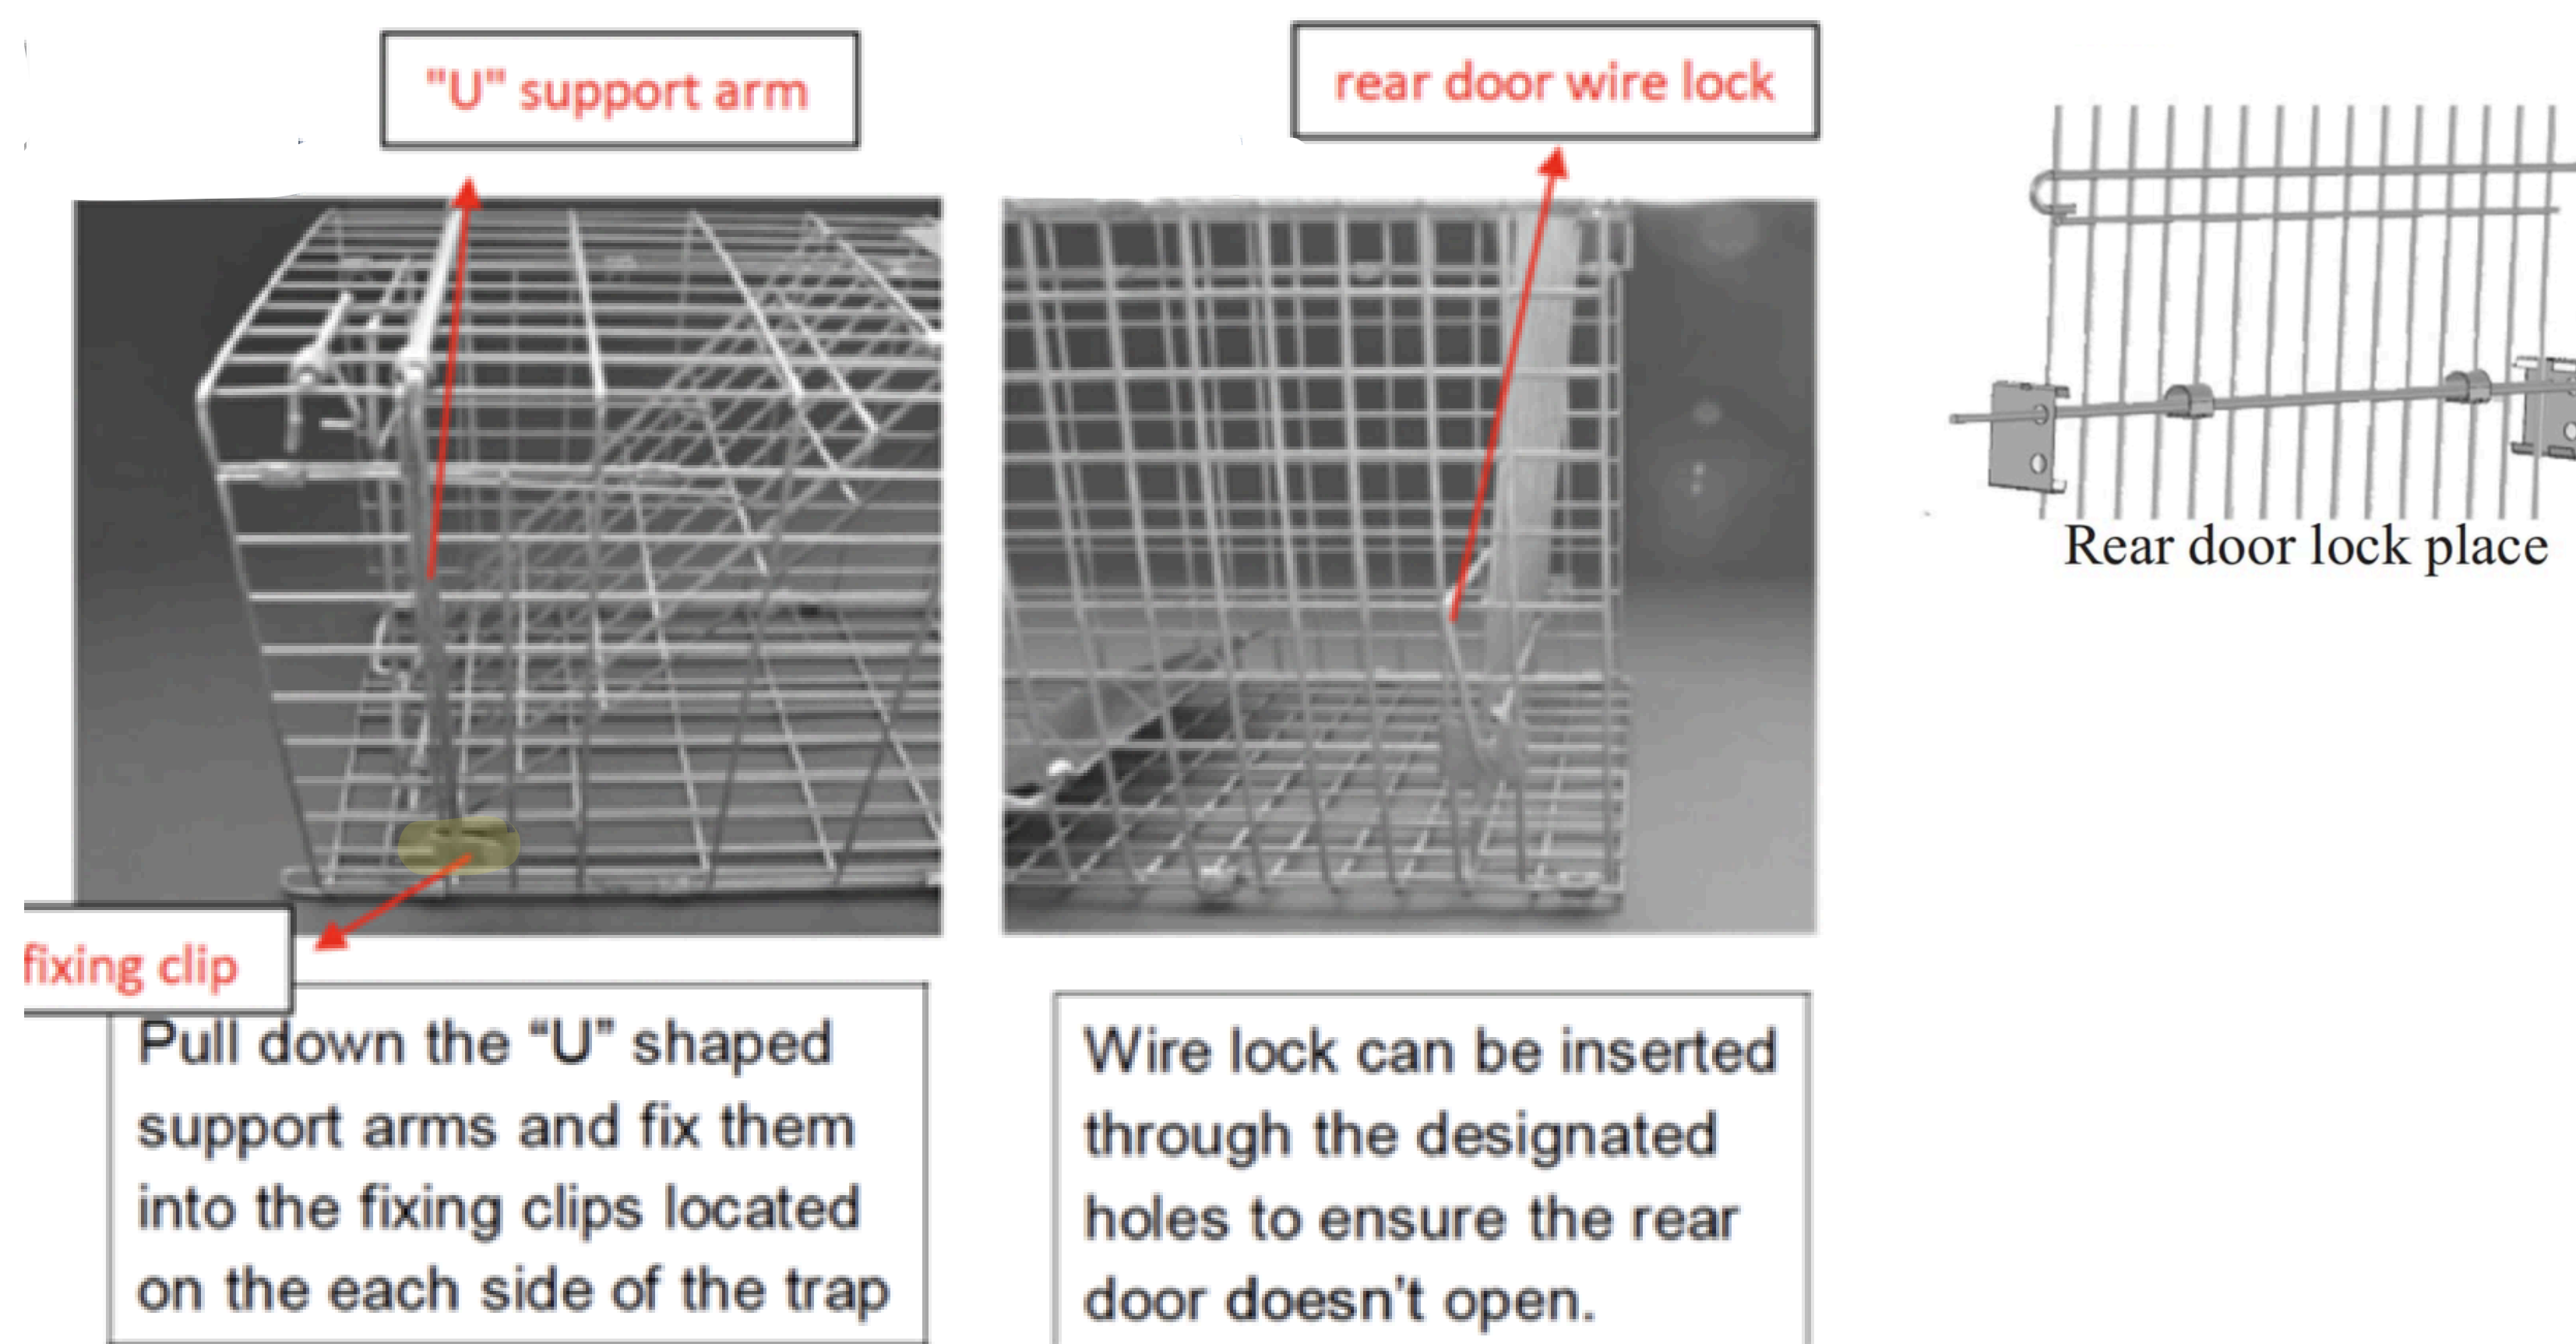 "U" support arm
rear door wire lock
Rear door lock place
fixing clip
Pull down the “U” shaped
support arms and fix them
into the fixing clips located
on the each side of the trap
Wire lock can be inserted
through the designated
holes to ensure the rear
door doesn't open.